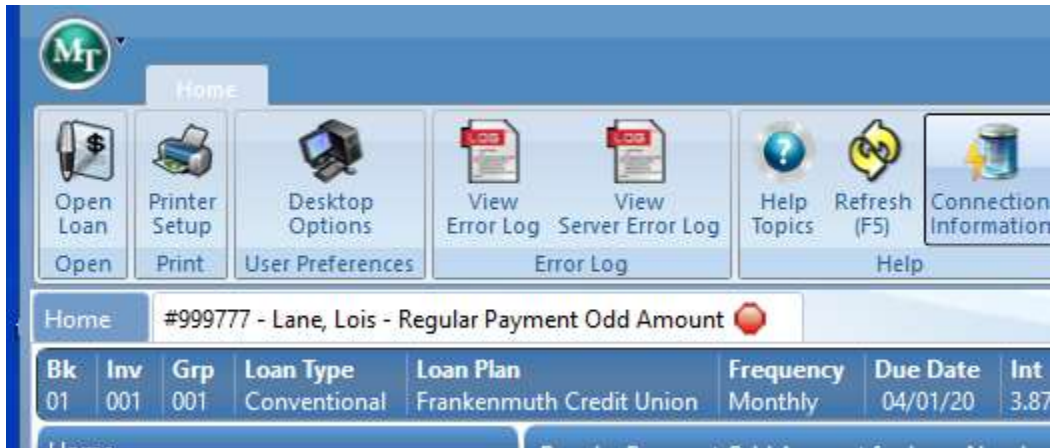 MT
Home
Open Loan
Printer Setup
Desktop Options
View Error Log
View Server Error Log
Help Topics
Refresh (F5)
Connection Information
Open
Print
User Preferences
Error Log
Help
Home
#999777 - Lane, Lois - Regular Payment Odd Amount
Bk Inv Grp Loan Type Loan Plan Frequency Due Date Int
01 001 001 Conventional Frankenmuth Credit Union Monthly 04/01/20 3.87